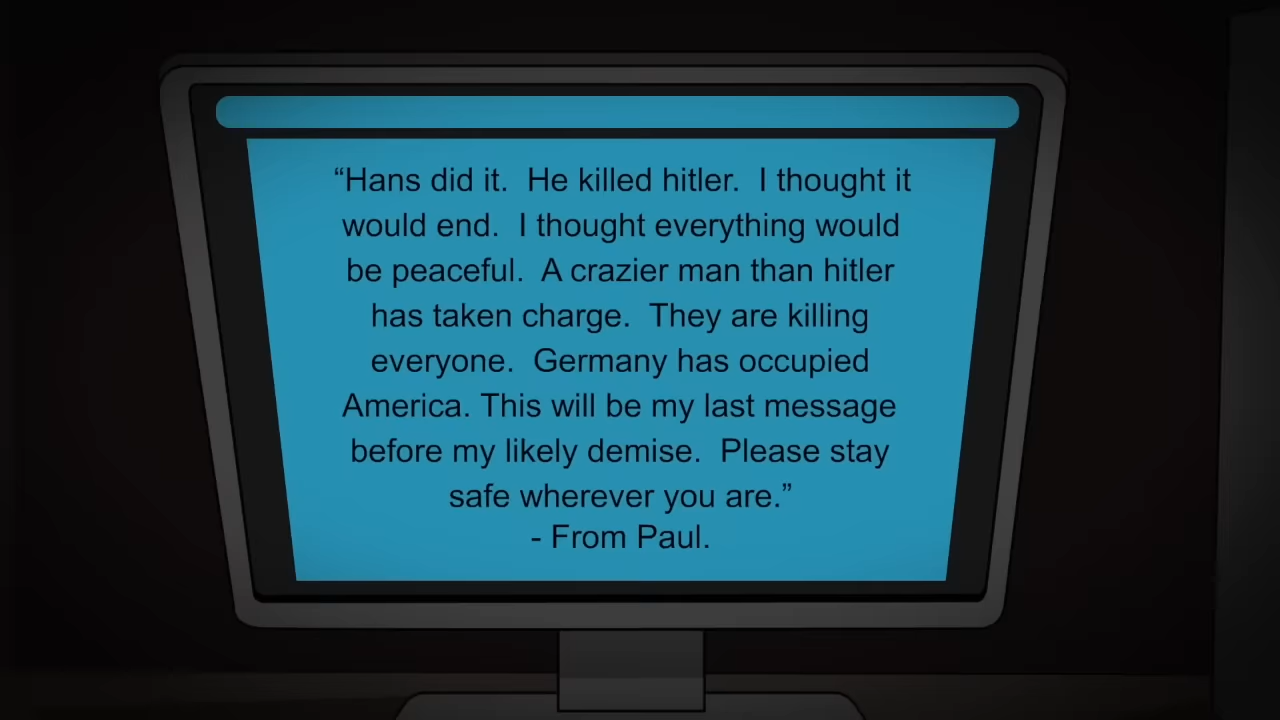 “Hans did it.  He killed hitler.  I thought it
would end.  I thought everything would
be peaceful.  A crazier man than hitler
has taken charge.  They are killing
everyone.  Germany has occupied
America. This will be my last message
before my likely demise.  Please stay
safe wherever you are.”
- From Paul.